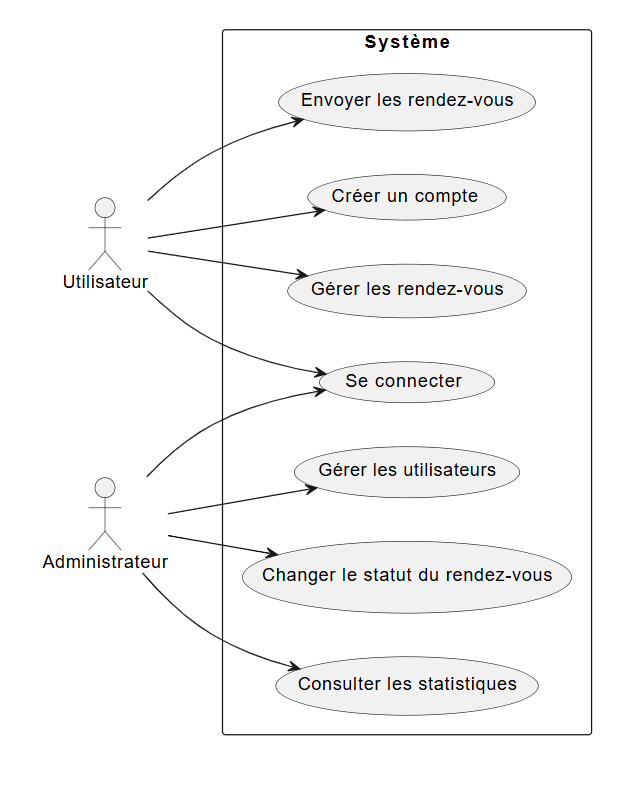 Système
Envoyer les rendez-vous
Créer un compte
Utilisateur
Gérer les rendez-vous
Se connecter
Gérer les utilisateurs
Administrateur
Changer le statut du rendez-vous
Consulter les statistiques